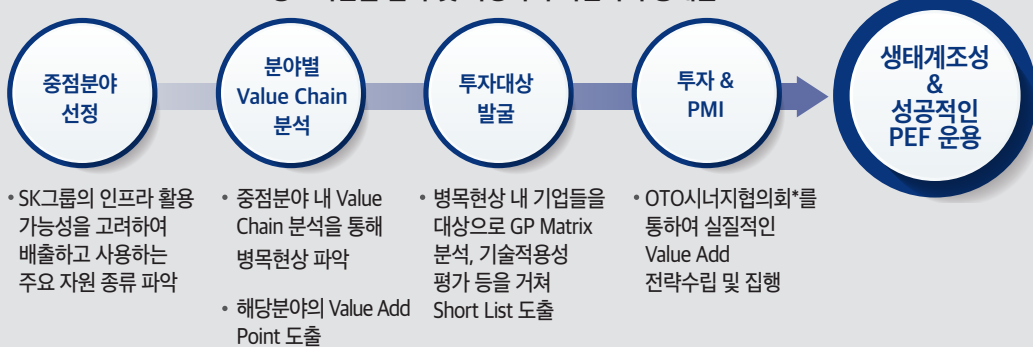 중점분야
선정
분야별
Value Chain
분석
투자대상
발굴
투자 &
PMI
생태계조성
&
성공적인
PEF 운용
• SK그룹의 인프라 활용
가능성을 고려하여
배출하고 사용하는
주요 자원 종류 파악
• 중점분야 내 Value
Chain 분석을 통해
병목현상 파악
• 해당분야의 Value Add
Point 도출
• 병목현상 내 기업들을
대상으로 GP Matrix
분석, 기술적용성
평가 등을 거쳐
Short List 도출
• OTO시너지협의회*를
통하여 실질적인
Value Add
전략수립 및 집행